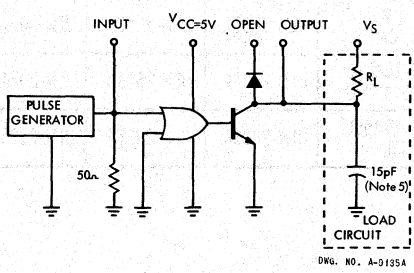 INPUT
VCC=5V
OPEN
OUTPUT
VS
RL
PULSE
GENERATOR
50Ω
15pF
(Note 5)
LOAD
CIRCUIT
DWG. NO. A-9135A